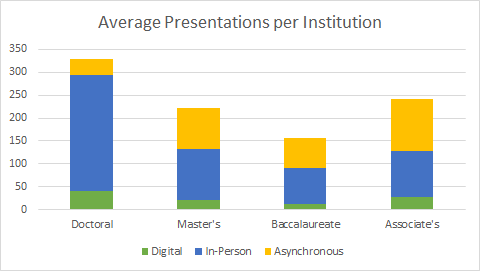 Average Presentations per Institution
350
300
250
200
150
100
50
0
Doctoral Master's Baccalaureate Associate's
Digital In-Person Asynchronous